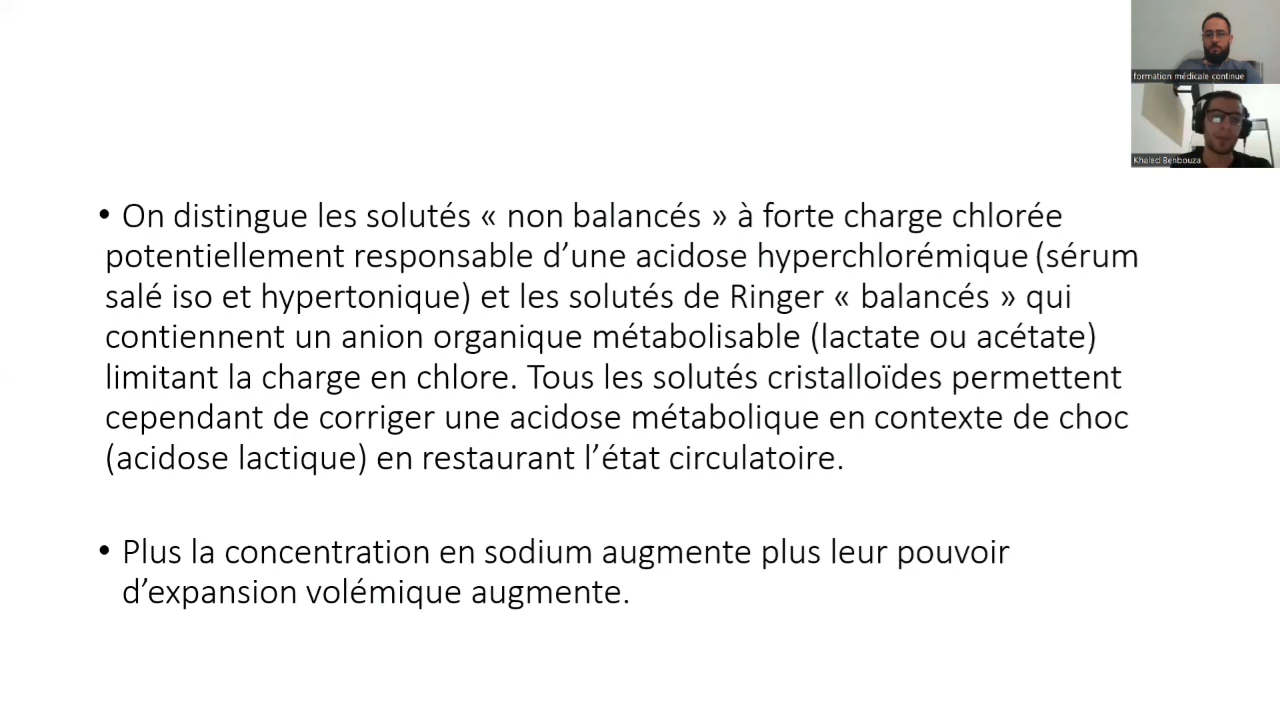 formation médicale continue
Khaled Benbouza
• On distingue les solutés « non balancés » à forte charge chlorée
potentiellement responsable d’une acidose hyperchlorémique (sérum
salé iso et hypertonique) et les solutés de Ringer « balancés » qui
contiennent un anion organique métabolisable (lactate ou acétate)
limitant la charge en chlore. Tous les solutés cristalloïdes permettent
cependant de corriger une acidose métabolique en contexte de choc
(acidose lactique) en restaurant l’état circulatoire.
• Plus la concentration en sodium augmente plus leur pouvoir
d’expansion volémique augmente.